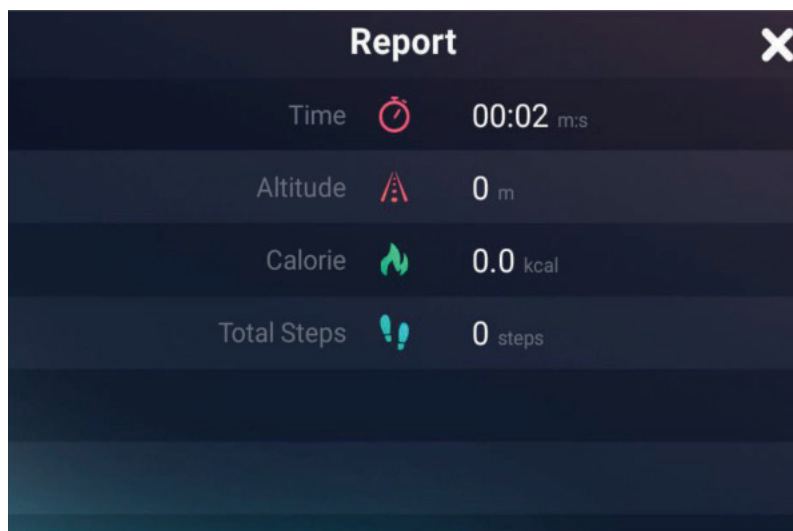 Report
Time 00:02 m:s
Altitude 0 m
Calorie 0.0 kcal
Total Steps 0 steps